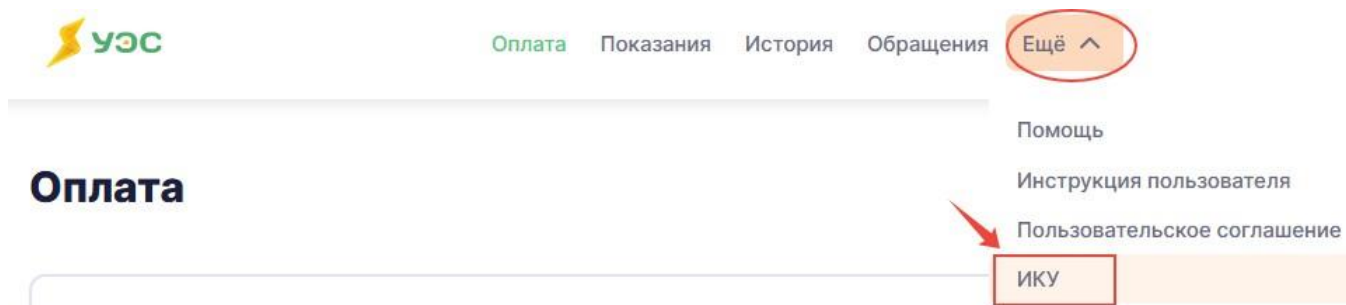 УЭС
Оплата Показания История Обращения Ещё
Помощь
Оплата
Инструкция пользователя
Пользовательское соглашение
ИКУ